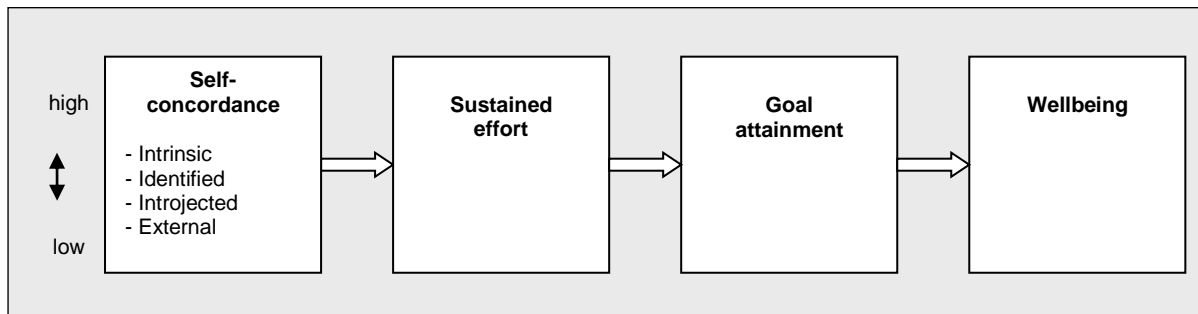 high
low
Self-
concordance
- Intrinsic
- Identified
- Introjected
- External
Sustained
effort
Goal
attainment
Wellbeing